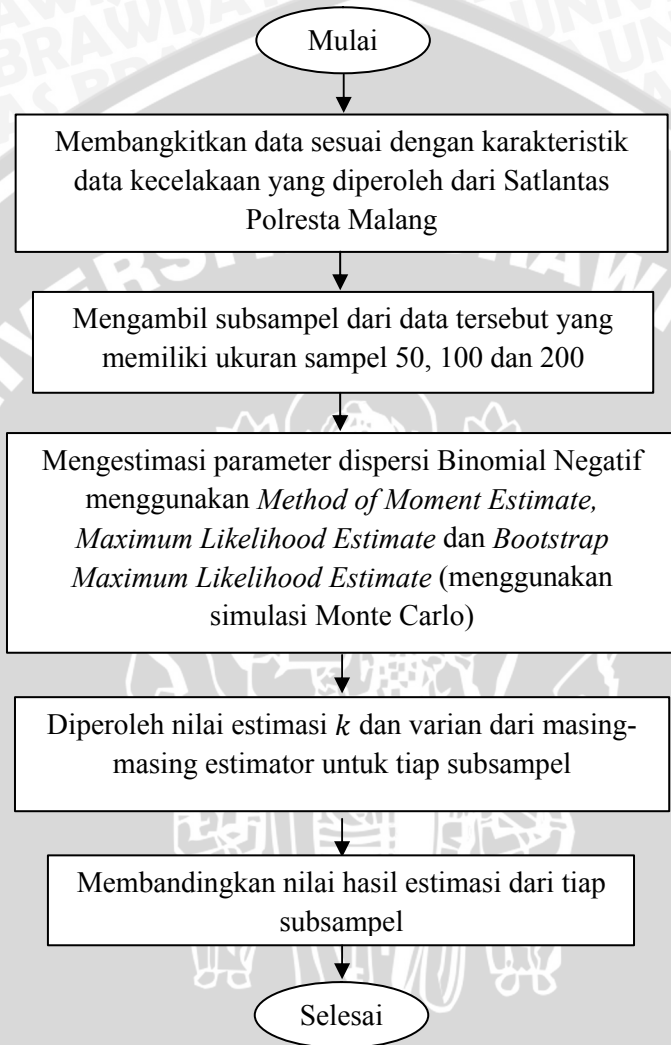 Mulai
Membangkitkan data sesuai dengan karakteristik
data kecelakaan yang diperoleh dari Satlantas
Polresta Malang
Mengambil subsampel dari data tersebut yang
memiliki ukuran sampel 50, 100 dan 200
Mengestimasi parameter dispersi Binomial Negatif
menggunakan Method of Moment Estimate,
Maximum Likelihood Estimate dan Bootstrap
Maximum Likelihood Estimate (menggunakan
simulasi Monte Carlo)
Diperoleh nilai estimasi k dan varian dari masing-
masing estimator untuk tiap subsampel
Membandingkan nilai hasil estimasi dari tiap
subsampel
Selesai